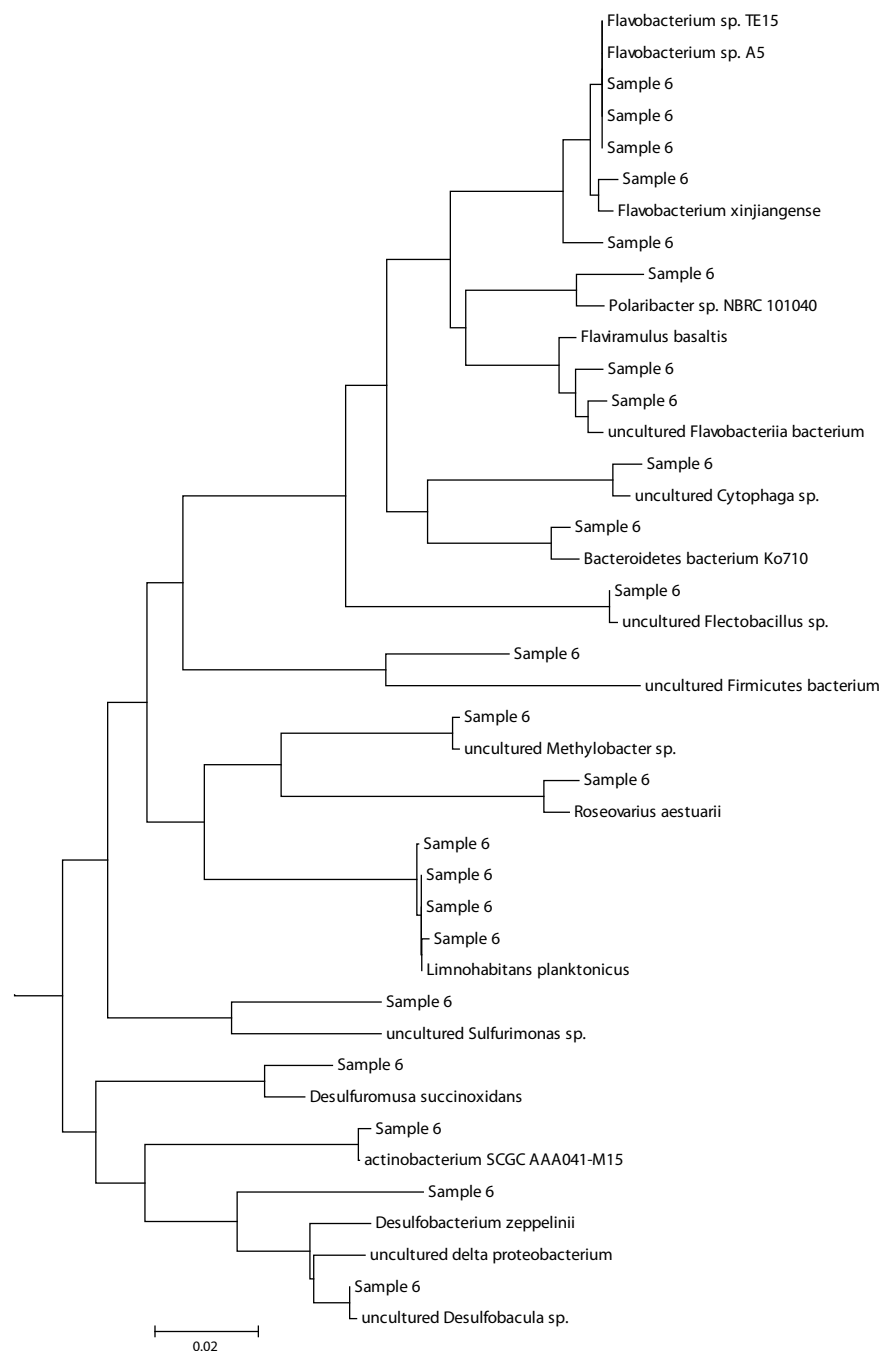 Flavobacterium sp. TE15
Flavobacterium sp. A5
Sample 6
Sample 6
Sample 6
Sample 6
Flavobacterium xinjiangense
Sample 6
Sample 6
Polaribacter sp. NBRC 101040
Flaviramulus basaltis
Sample 6
Sample 6
uncultured Flavobacteriia bacterium
Sample 6
uncultured Cytophaga sp.
Sample 6
Bacteroidetes bacterium Ko710
Sample 6
uncultured Flectobacillus sp.
Sample 6
uncultured Firmicutes bacterium
Sample 6
uncultured Methylobacter sp.
Sample 6
Roseovarius aestuarii
Sample 6
Sample 6
Sample 6
Sample 6
Limnohabitans planktonicus
Sample 6
uncultured Sulfurimonas sp.
Sample 6
Desulfuromusa succinoxidans
Sample 6
actinobacterium SCGC AAA041-M15
Sample 6
Desulfobacterium zeppelinii
uncultured delta proteobacterium
Sample 6
uncultured Desulfobacula sp.
0.02